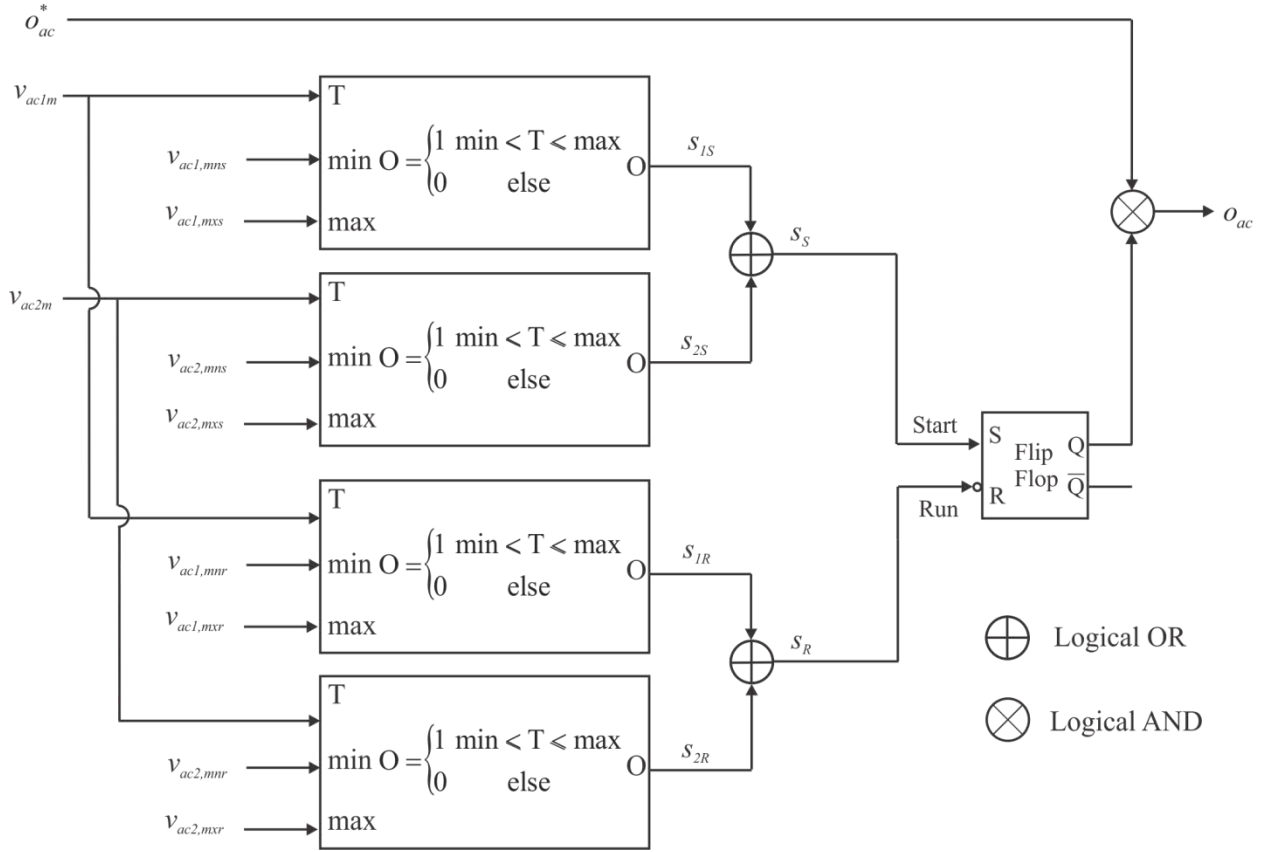 o*ac
vac1m
T
vac1,mns
min O = {1 min < T ⩽ max
0 else
O
s1S
vac1,mxs
max
oac
sS
vac2m
T
vac2,mns
min O = {1 min < T ⩽ max
0 else
O
s2S
vac2,mxs
max
Start
S
Flip
Flop
Q
Q̅
R
Run
T
vac1,mnr
min O = {1 min < T ⩽ max
0 else
O
s1R
vac1,mxr
max
sR
Logical OR
T
vac2,mnr
min O = {1 min < T ⩽ max
0 else
O
s2R
vac2,mxr
max
Logical AND